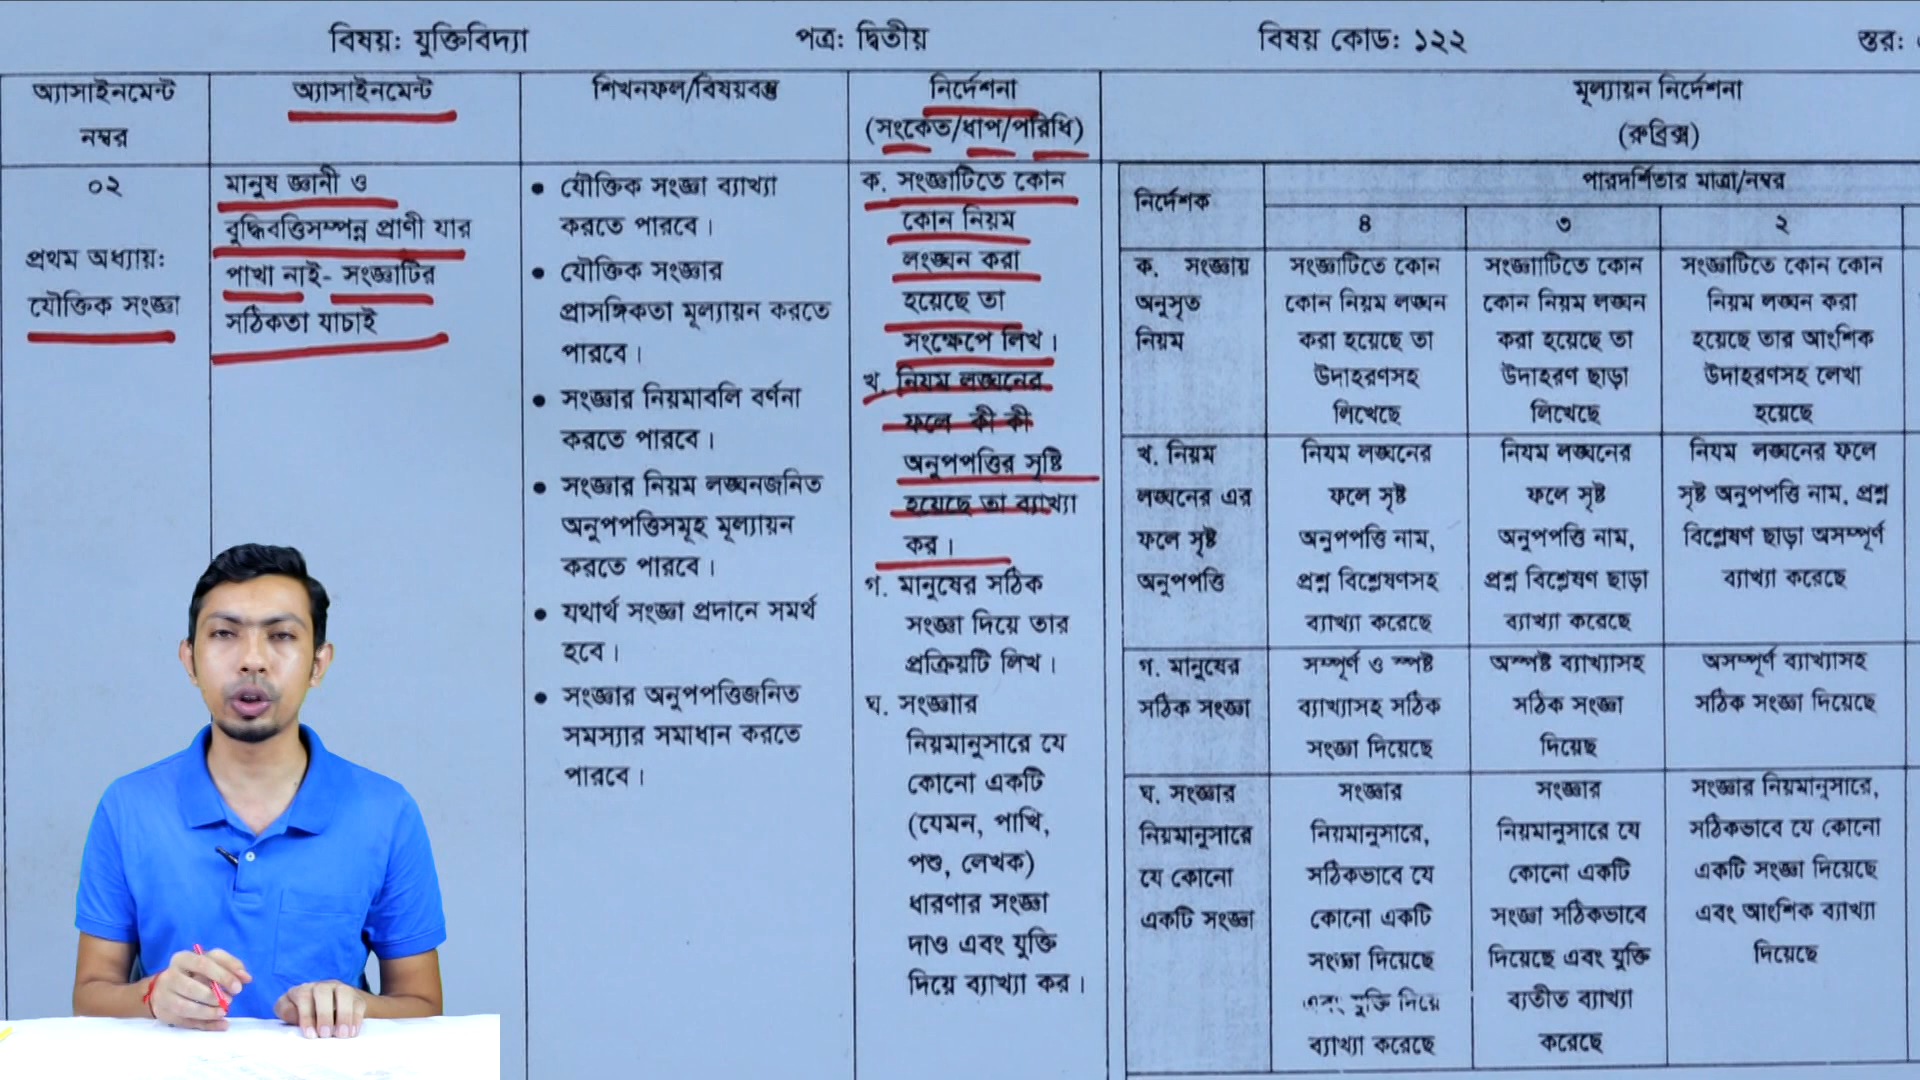 বিষয়: যুক্তিবিদ্যা
পত্র: দ্বিতীয়
বিষয় কোড: ১২২
স্তর:
অ্যাসাইনমেন্ট
নম্বর
অ্যাসাইনমেন্ট
শিখনফল/বিষয়বস্তু
নির্দেশনা
(সংকেত/ধাপ/পরিধি)
মূল্যায়ন নির্দেশনা
(রুব্রিক্স)
০২
প্রথম অধ্যায়:
যৌক্তিক সংজ্ঞা
মানুষ জ্ঞানী ও
বুদ্ধিবত্তিসম্পন্ন প্রাণী যার
পাখা নাই- সংজ্ঞাটির
সঠিকতা যাচাই
• যৌক্তিক সংজ্ঞা ব্যাখ্যা
করতে পারবে।
• যৌক্তিক সংজ্ঞার
প্রাসঙ্গিকতা মূল্যায়ন করতে
পারবে।
• সংজ্ঞার নিয়মাবলি বর্ণনা
করতে পারবে।
• সংজ্ঞার নিয়ম লঙ্ঘনজনিত
অনুপপত্তিসমূহ মূল্যায়ন
করতে পারবে।
• যথার্থ সংজ্ঞা প্রদানে সমর্থ
হবে।
• সংজ্ঞার অনুপপত্তিজনিত
সমস্যার সমাধান করতে
পারবে।
ক. সংজ্ঞাটিতে কোন
কোন নিয়ম
লংঙ্ঘন করা
হয়েছে তা
সংক্ষেপে লিখ।
খ. নিয়ম লঙ্ঘনের
ফলে কী কী
অনুপপত্তির সৃষ্টি
হয়েছে তা ব্যাখ্যা
কর।
গ. মানুষের সঠিক
সংজ্ঞা দিয়ে তার
প্রক্রিয়টি লিখ।
ঘ. সংজ্ঞাার
নিয়মানুসারে যে
কোনো একটি
(যেমন, পাখি,
পশু, লেখক)
ধারণার সংজ্ঞা
দাও এবং যুক্তি
দিয়ে ব্যাখ্যা কর।
নির্দেশক
পারদর্শিতার মাত্রা/নম্বর
৪
৩
২
ক. সংজ্ঞায়
অনুসৃত
নিয়ম
সংজ্ঞাটিতে কোন
কোন নিয়ম লঙ্ঘন
করা হয়েছে তা
উদাহরণসহ
লিখেছে
সংজ্ঞাাটিতে কোন
কোন নিয়ম লঙ্ঘন
করা হয়েছে তা
উদাহরণ ছাড়া
লিখেছে
সংজ্ঞাটিতে কোন কোন
নিয়ম লঙ্ঘন করা
হয়েছে তার আংশিক
উদাহরণসহ লেখা
হয়েছে
খ. নিয়ম
লঙ্ঘনের এর
ফলে সৃষ্ট
অনুপপত্তি
নিয়ম লঙ্ঘনের
ফলে সৃষ্ট
অনুপপত্তি নাম,
প্রশ্ন বিশ্লেষণসহ
ব্যাখ্যা করেছে
নিয়ম লঙ্ঘনের
ফলে সৃষ্ট
অনুপপত্তি নাম,
প্রশ্ন বিশ্লেষণ ছাড়া
ব্যাখ্যা করেছে
নিয়ম লঙ্ঘনের ফলে
সৃষ্ট অনুপপত্তি নাম, প্রশ্ন
বিশ্লেষণ ছাড়া অসম্পূর্ণ
ব্যাখ্যা করেছে
গ. মানুষের
সঠিক সংজ্ঞা
সম্পূর্ণ ও স্পষ্ট
ব্যাখ্যাসহ সঠিক
সংজ্ঞা দিয়েছে
অস্পষ্ট ব্যাখ্যাসহ
সঠিক সংজ্ঞা
দিয়েছ
অসম্পূর্ণ ব্যাখ্যাসহ
সঠিক সংজ্ঞা দিয়েছে
ঘ. সংজ্ঞার
নিয়মানুসারে
যে কোনো
একটি সংজ্ঞা
সংজ্ঞার
নিয়মানুসারে,
সঠিকভাবে যে
কোনো একটি
সংজ্ঞা দিয়েছে
এবং যুক্তি দিয়ে
ব্যাখ্যা করেছে
সংজ্ঞার
নিয়মানুসারে যে
কোনো একটি
সংজ্ঞা সঠিকভাবে
দিয়েছে এবং যুক্তি
ব্যতীত ব্যাখ্যা
করেছে
সংজ্ঞার নিয়মানুসারে,
সঠিকভাবে যে কোনো
একটি সংজ্ঞা দিয়েছে
এবং আংশিক ব্যাখ্যা
দিয়েছে